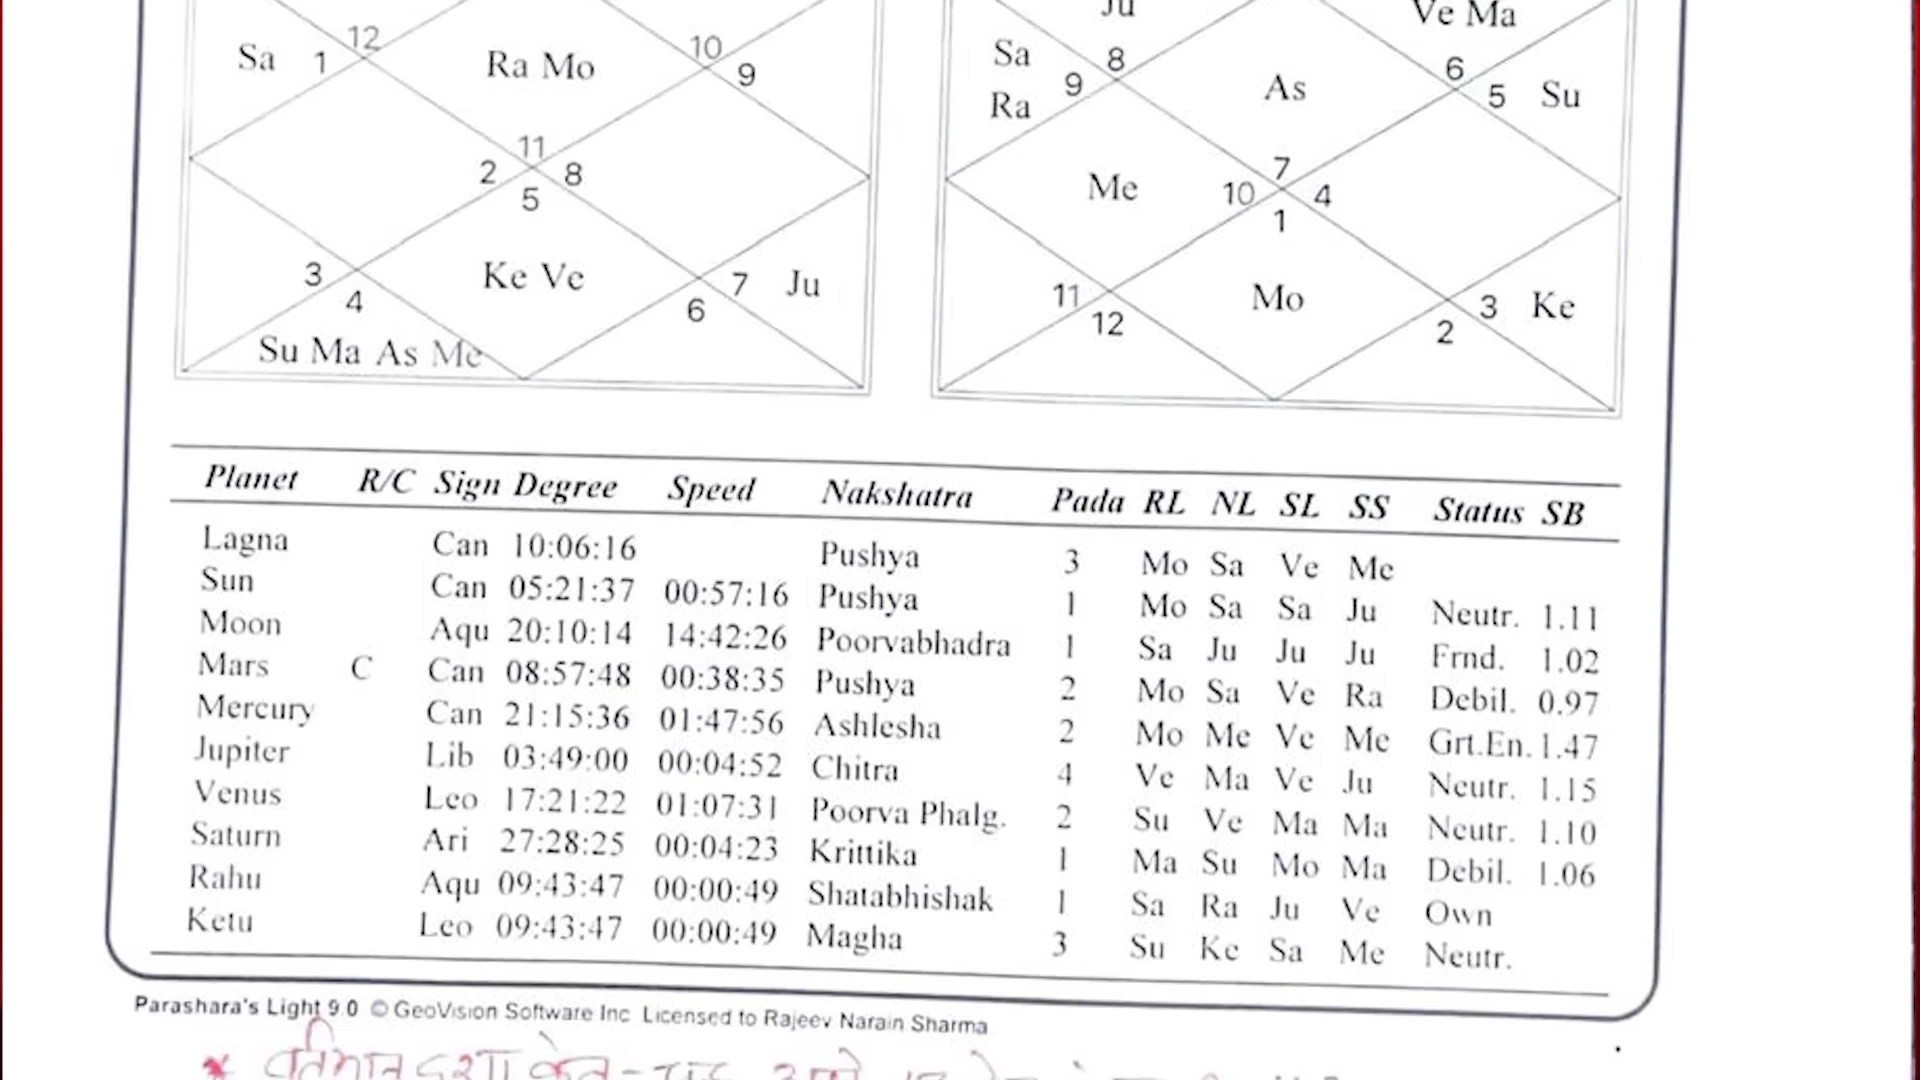 Ju
Ve Ma
Sa 1 12 Ra Mo 10 9
Sa 9 8 As 6 5 Su
Ra
11
2 8
5
Me 10 7 4
1
3 4 Ke Ve 6 7 Ju
11 12 Mo 2 3 Ke
Su Ma As Me
Planet R/C Sign Degree Speed Nakshatra Pada RL NL SL SS Status SB
Lagna Can 10:06:16 Pushya 3 Mo Sa Ve Me
Sun Can 05:21:37 00:57:16 Pushya 1 Mo Sa Sa Ju Neutr. 1.11
Moon Aqu 20:10:14 14:42:26 Poorvabhadra 1 Sa Ju Ju Ju Frnd. 1.02
Mars C Can 08:57:48 00:38:35 Pushya 2 Mo Sa Ve Ra Debil. 0.97
Mercury Can 21:15:36 01:47:56 Ashlesha 2 Mo Me Ve Me Grt.En. 1.47
Jupiter Lib 03:49:00 00:04:52 Chitra 4 Ve Ma Ve Ju Neutr. 1.15
Venus Leo 17:21:22 01:07:31 Poorva Phalg. 2 Su Ve Ma Ma Neutr. 1.10
Saturn Ari 27:28:25 00:04:23 Krittika 1 Ma Su Mo Ma Debil. 1.06
Rahu Aqu 09:43:47 00:00:49 Shatabhishak 1 Sa Ra Ju Ve Own
Ketu Leo 09:43:47 00:00:49 Magha 3 Su Ke Sa Me Neutr.
Parashara's Light 9.0 © GeoVision Software Inc Licensed to Rajeev Narain Sharma
* वर्तमान दशा